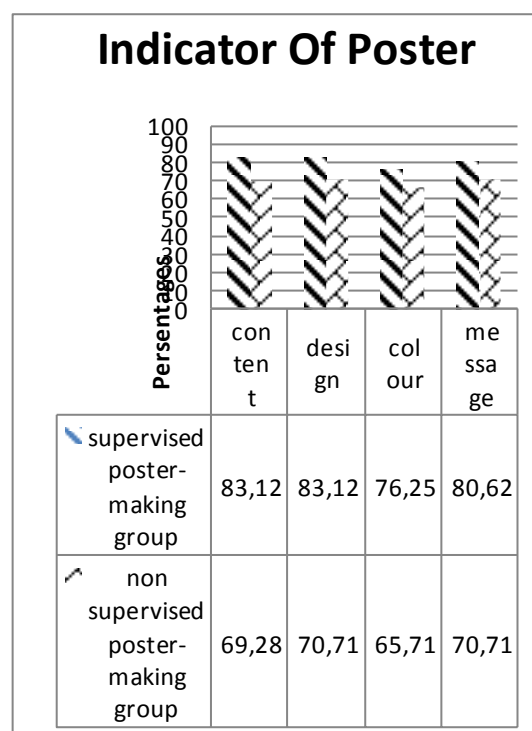 Indicator Of Poster
100
90
80
70
60
50
40
30
20
10
0
Persentages
con
ten
t
desi
gn
col
our
me
ssa
ge
supervised
poster-
making
group
83,12 83,12 76,25 80,62
non
supervised
poster-
making
group
69,28 70,71 65,71 70,71